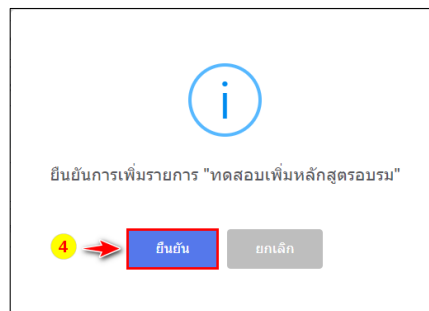 i
ยืนยันการเพิ่มรายการ "ทดสอบเพิ่มหลักสูตรอบรม"
4 ยืนยัน ยกเลิก